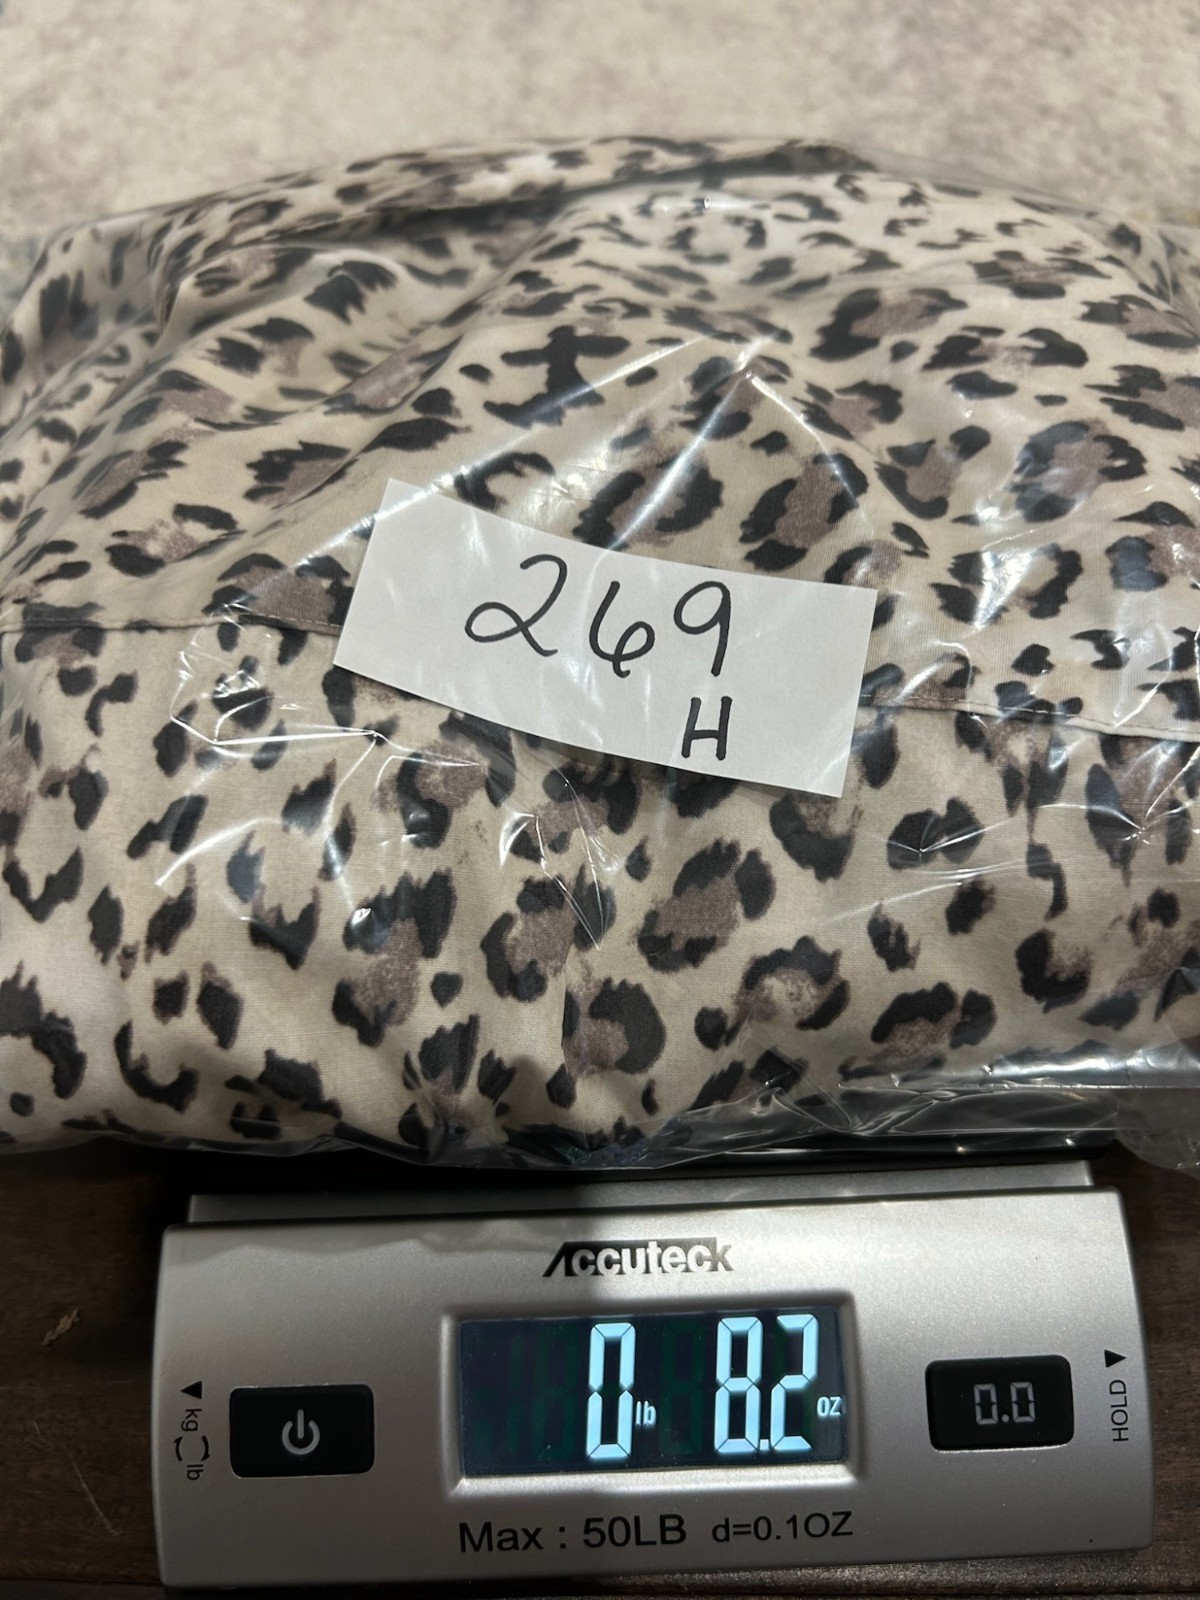 269
H
Accuteck
0 lb 8.2 oz
kg lb
0.0
HOLD
Max : 50LB d=0.1OZ